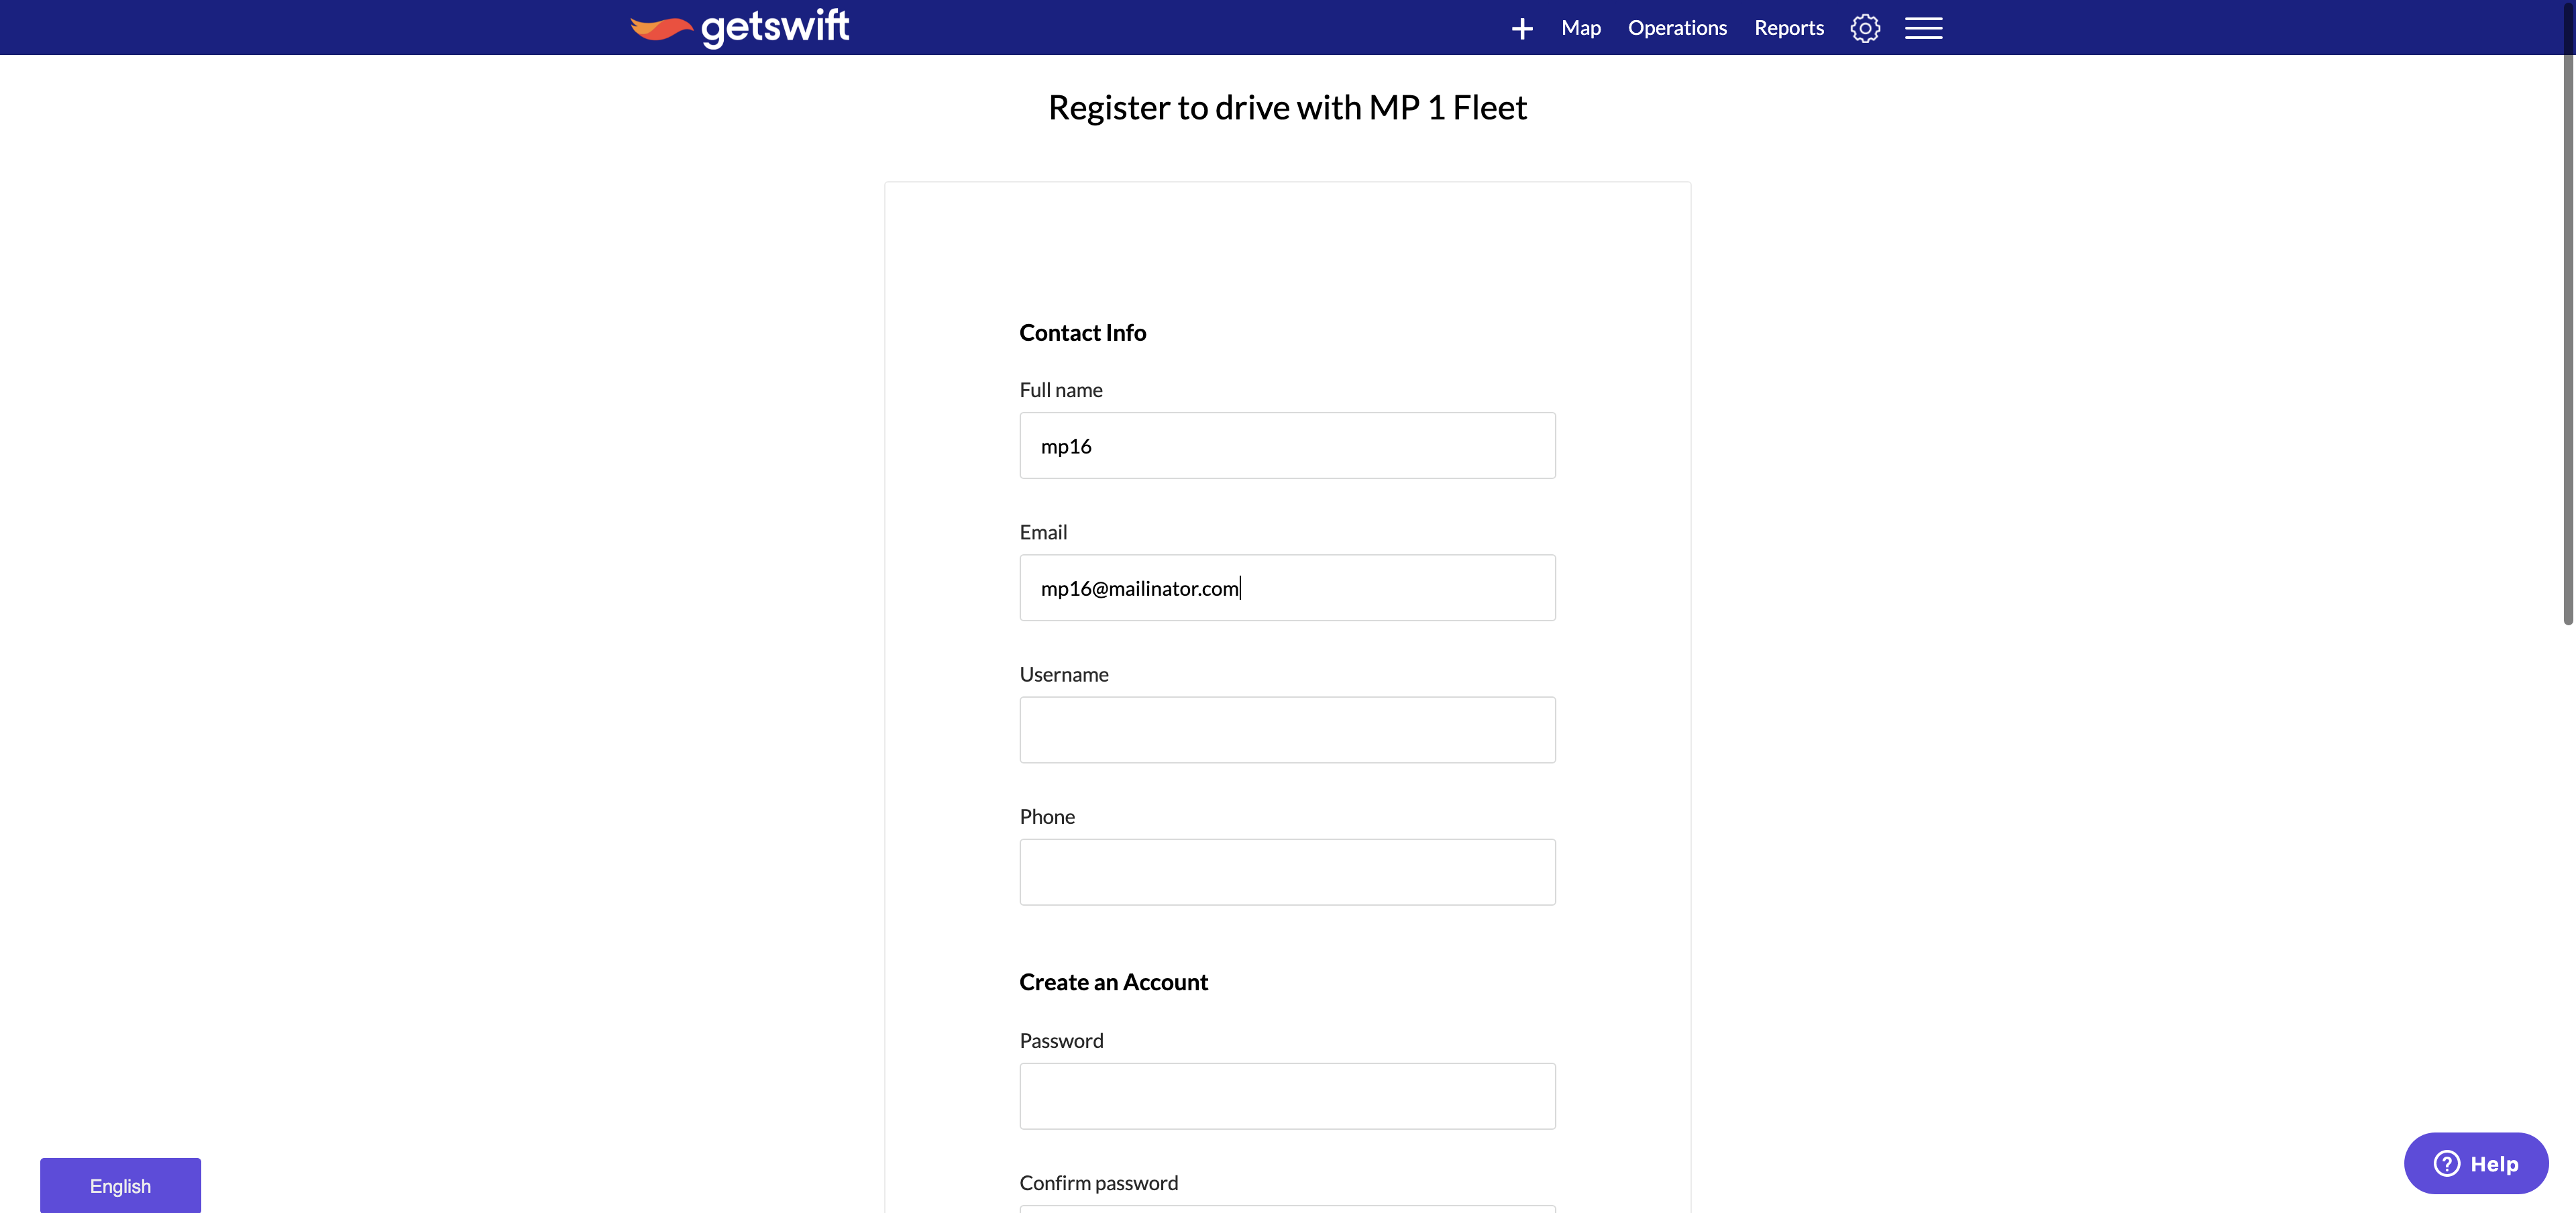 getswift
+ Map Operations Reports
Register to drive with MP 1 Fleet
Contact Info
Full name
mp16
Email
mp16@mailinator.com
Username
Phone
Create an Account
Password
Confirm password
English
? Help